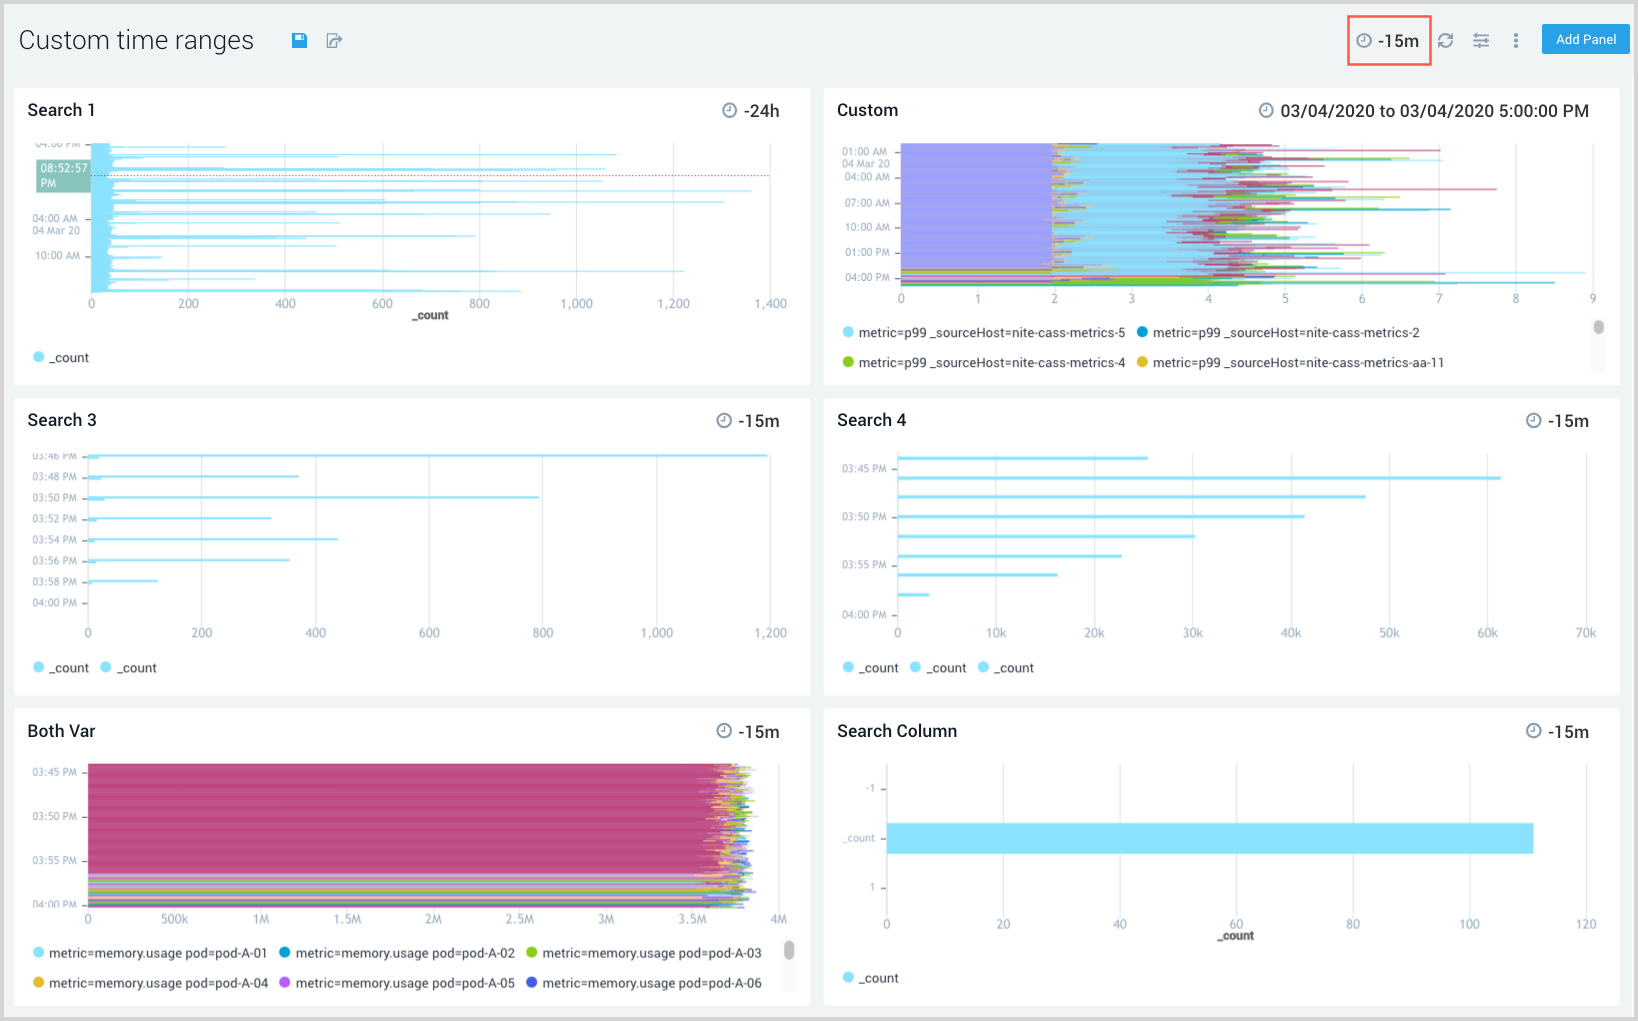 Custom time ranges
-15m
Add Panel
Search 1
-24h
04:00 PM
08:52:57
PM
04:00 AM
04 Mar 20
10:00 AM
0 200 400 600 800 1,000 1,200 1,400
_count
_count
Custom
03/04/2020 to 03/04/2020 5:00:00 PM
01:00 AM
04 Mar 20
04:00 AM
07:00 AM
10:00 AM
01:00 PM
04:00 PM
0 1 2 3 4 5 6 7 8 9
metric=p99 _sourceHost=nite-cass-metrics-5 metric=p99 _sourceHost=nite-cass-metrics-2
metric=p99 _sourceHost=nite-cass-metrics-4 metric=p99 _sourceHost=nite-cass-metrics-aa-11
Search 3
-15m
03:46 PM
03:48 PM
03:50 PM
03:52 PM
03:54 PM
03:56 PM
03:58 PM
04:00 PM
0 200 400 600 800 1,000 1,200
_count _count
Search 4
-15m
03:45 PM
03:50 PM
03:55 PM
04:00 PM
0 10k 20k 30k 40k 50k 60k 70k
_count _count _count
Both Var
-15m
03:45 PM
03:50 PM
03:55 PM
04:00 PM
0 500k 1M 1.5M 2M 2.5M 3M 3.5M 4M
metric=memory.usage pod=pod-A-01 metric=memory.usage pod=pod-A-02 metric=memory.usage pod=pod-A-03
metric=memory.usage pod=pod-A-04 metric=memory.usage pod=pod-A-05 metric=memory.usage pod=pod-A-06
Search Column
-15m
-1
_count
1
0 20 40 60 80 100 120
_count
_count